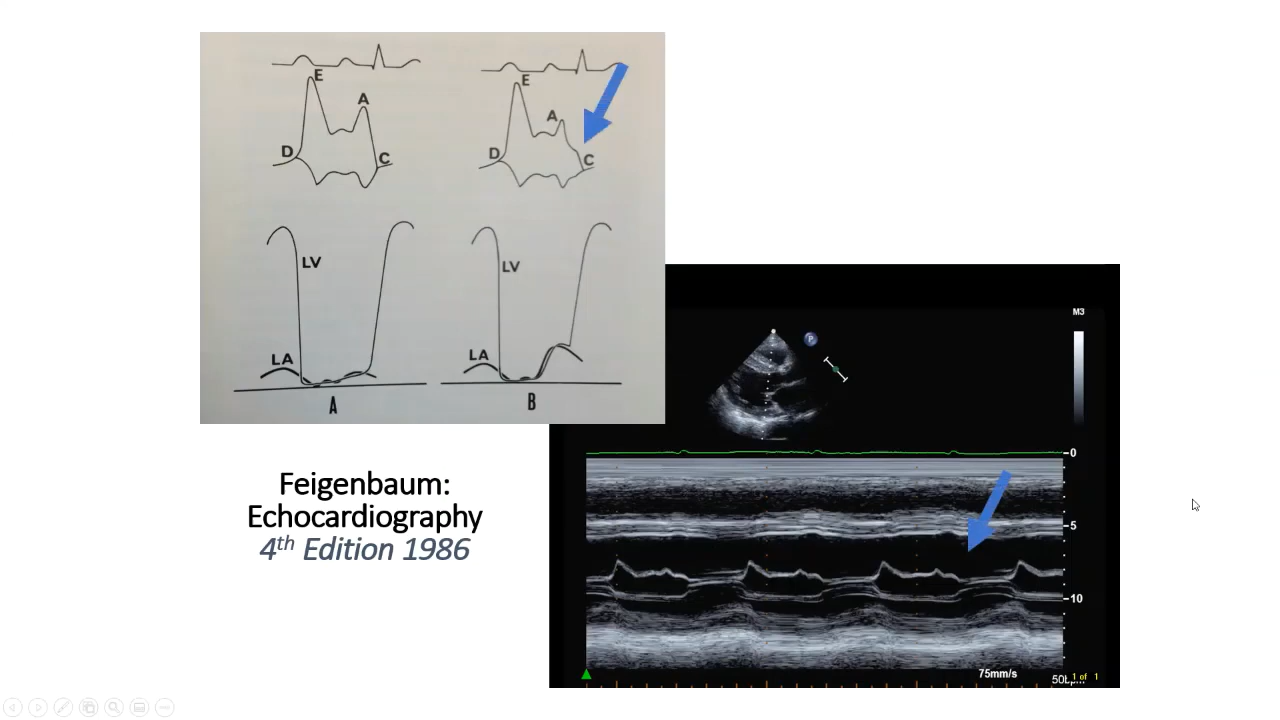 E
A
D
C
LV
LA
A
E
A
D
C
LV
LA
B
Feigenbaum:
Echocardiography
4th Edition 1986
M3
P
0
5
10
75mm/s
1 of 1